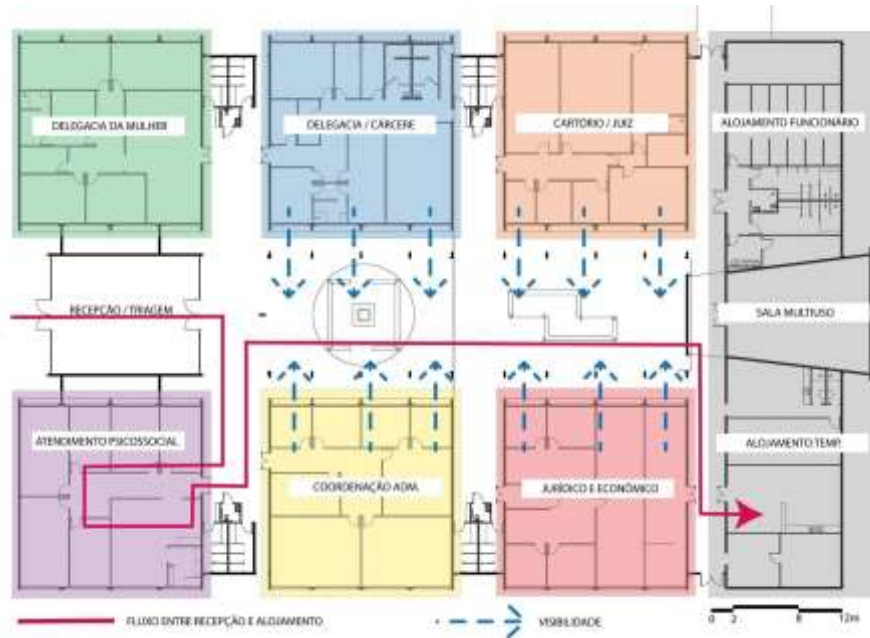 DELEGACIA DA MULHER
DELEGACIA / CÁRCERE
CARTÓRIO / JUIZ
ALOJAMENTO FUNCIONÁRIO
RECEPÇÃO / TRIAGEM
SALA MULTIUSO
ATENDIMENTO PSICOSSOCIAL
COORDENAÇÃO ADM.
JURÍDICO E ECONÔMICO
ALOJAMENTO TEMP.
FLUXO ENTRE RECEPÇÃO E ALOJAMENTO
VISIBILIDADE
0 2 8 12m